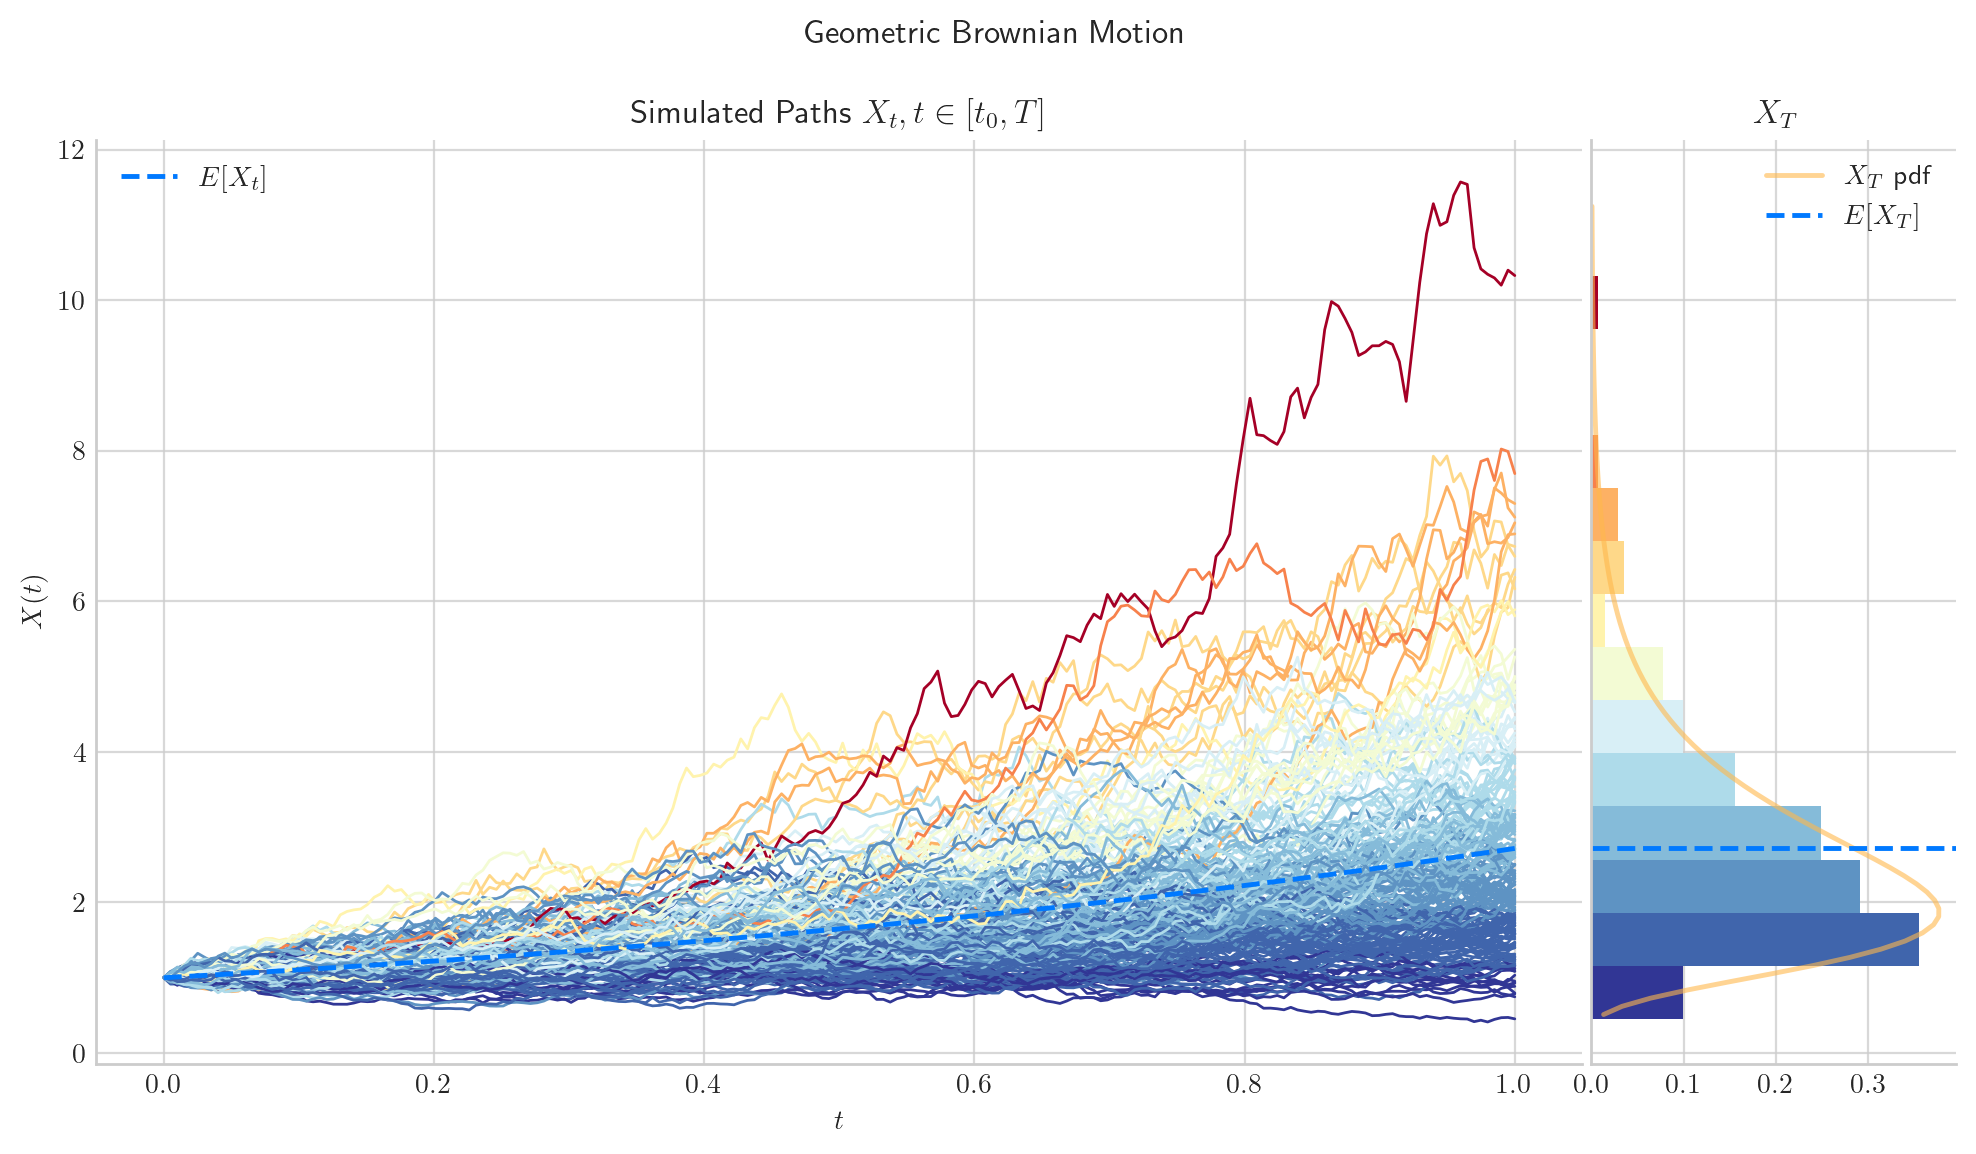 Geometric Brownian Motion
Simulated Paths $X_t, t \in [t_0, T]$
$X_T$
$E[X_t]$
$X_T$ pdf
$E[X_T]$
12
10
8
6
4
2
0
$X(t)$
0.0 0.2 0.4 0.6 0.8 1.0
0.0 0.1 0.2 0.3
$t$